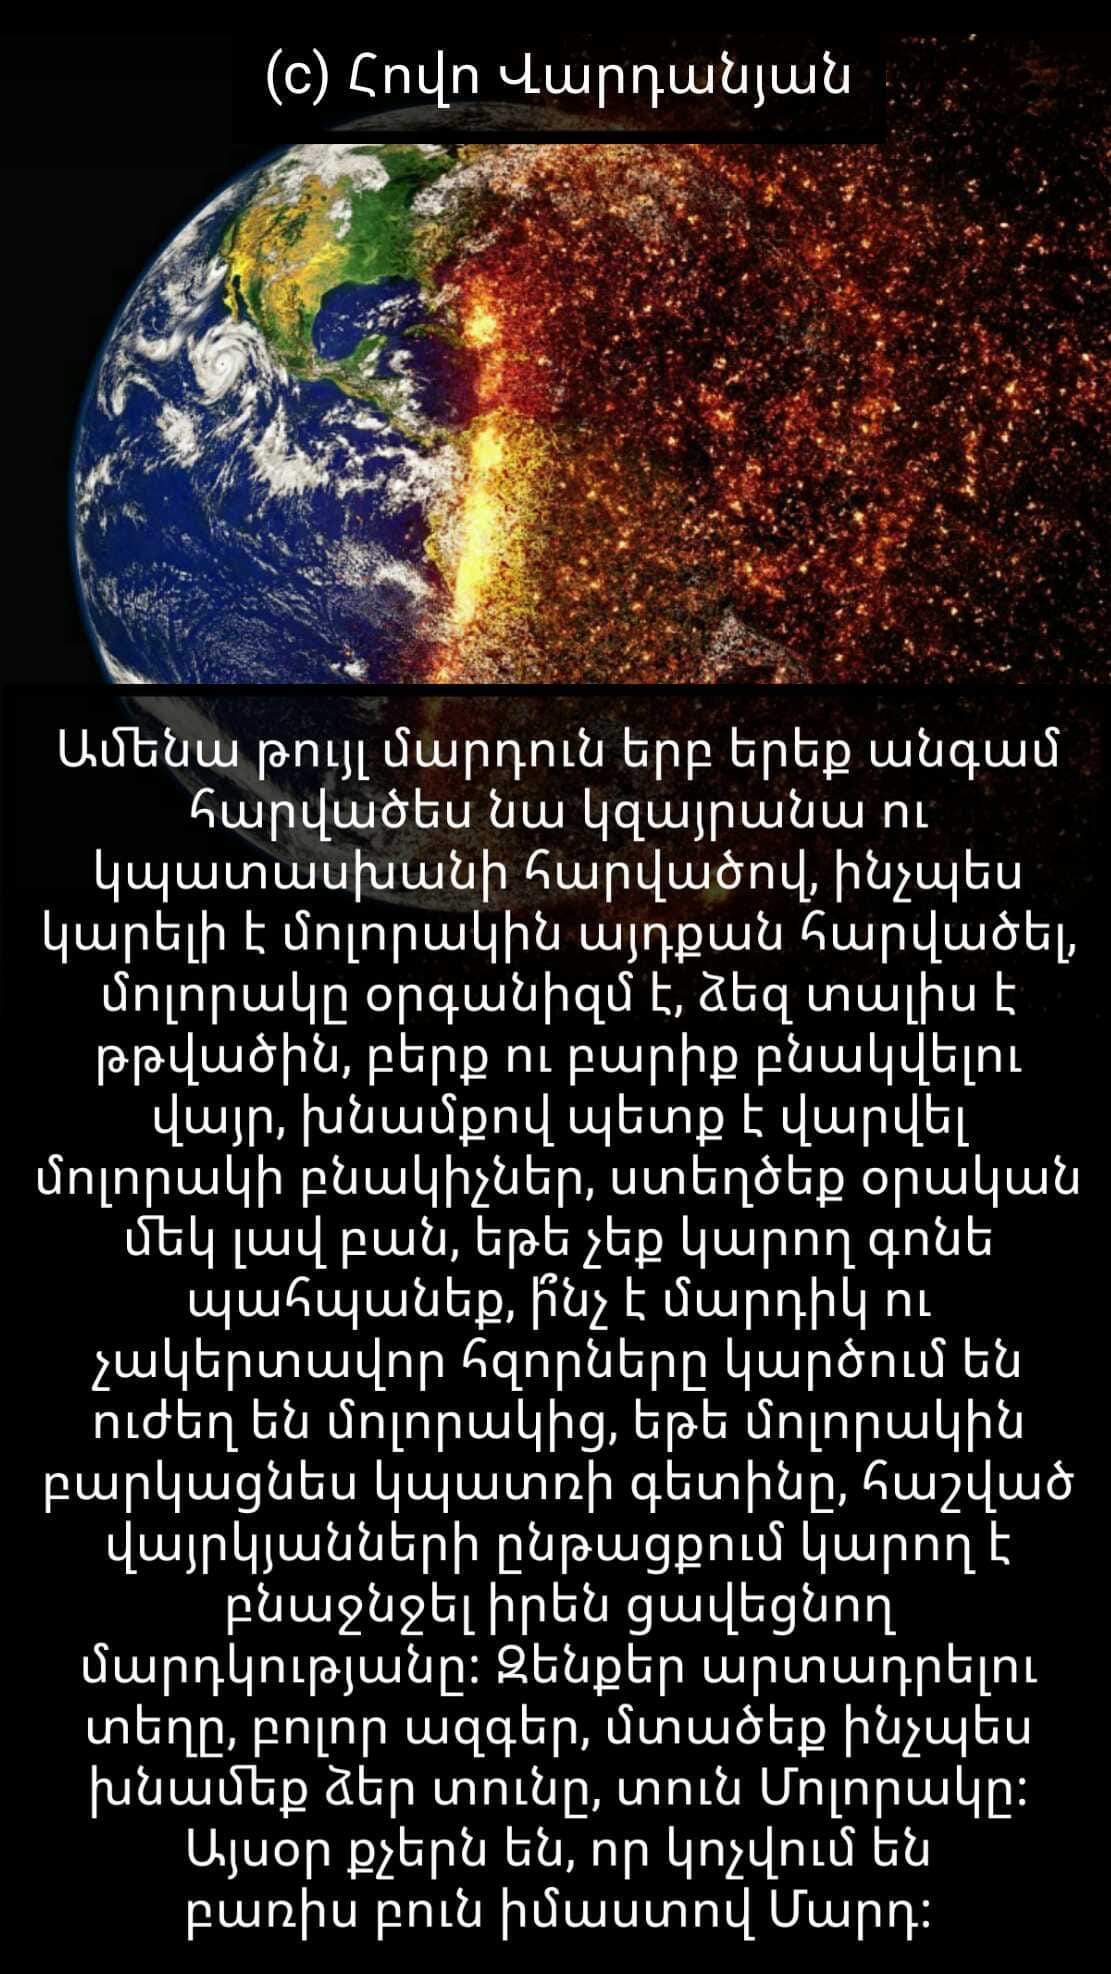 (c) Հովո Վարդանյան
Ամենա թույլ մարդուն երբ երեք անգամ
հարվածես նա կզայրանա ու
կպատասխանի հարվածով, ինչպես
կարելի է մոլորակին այդքան հարվածել,
մոլորակը օրգանիզմ է, ձեզ տալիս է
թթվածին, բերք ու բարիք բնակվելու
վայր, խնամքով պետք է վարվել
մոլորակի բնակիչներ, ստեղծեք օրական
մեկ լավ բան, եթե չեք կարող գոնե
պահպանեք, ի՞նչ է մարդիկ ու
չակերտավոր հզորները կարծում են
ուժեղ են մոլորակից, եթե մոլորակին
բարկացնես կպատռի գետինը, հաշված
վայրկյանների ընթացքում կարող է
բնաջնջել իրեն ցավեցնող
մարդկությանը: Զենքեր արտադրելու
տեղը, բոլոր ազգեր, մտածեք ինչպես
խնամեք ձեր տունը, տուն Մոլորակը:
Այսօր քչերն են, որ կոչվում են
բառիս բուն իմաստով Մարդ: